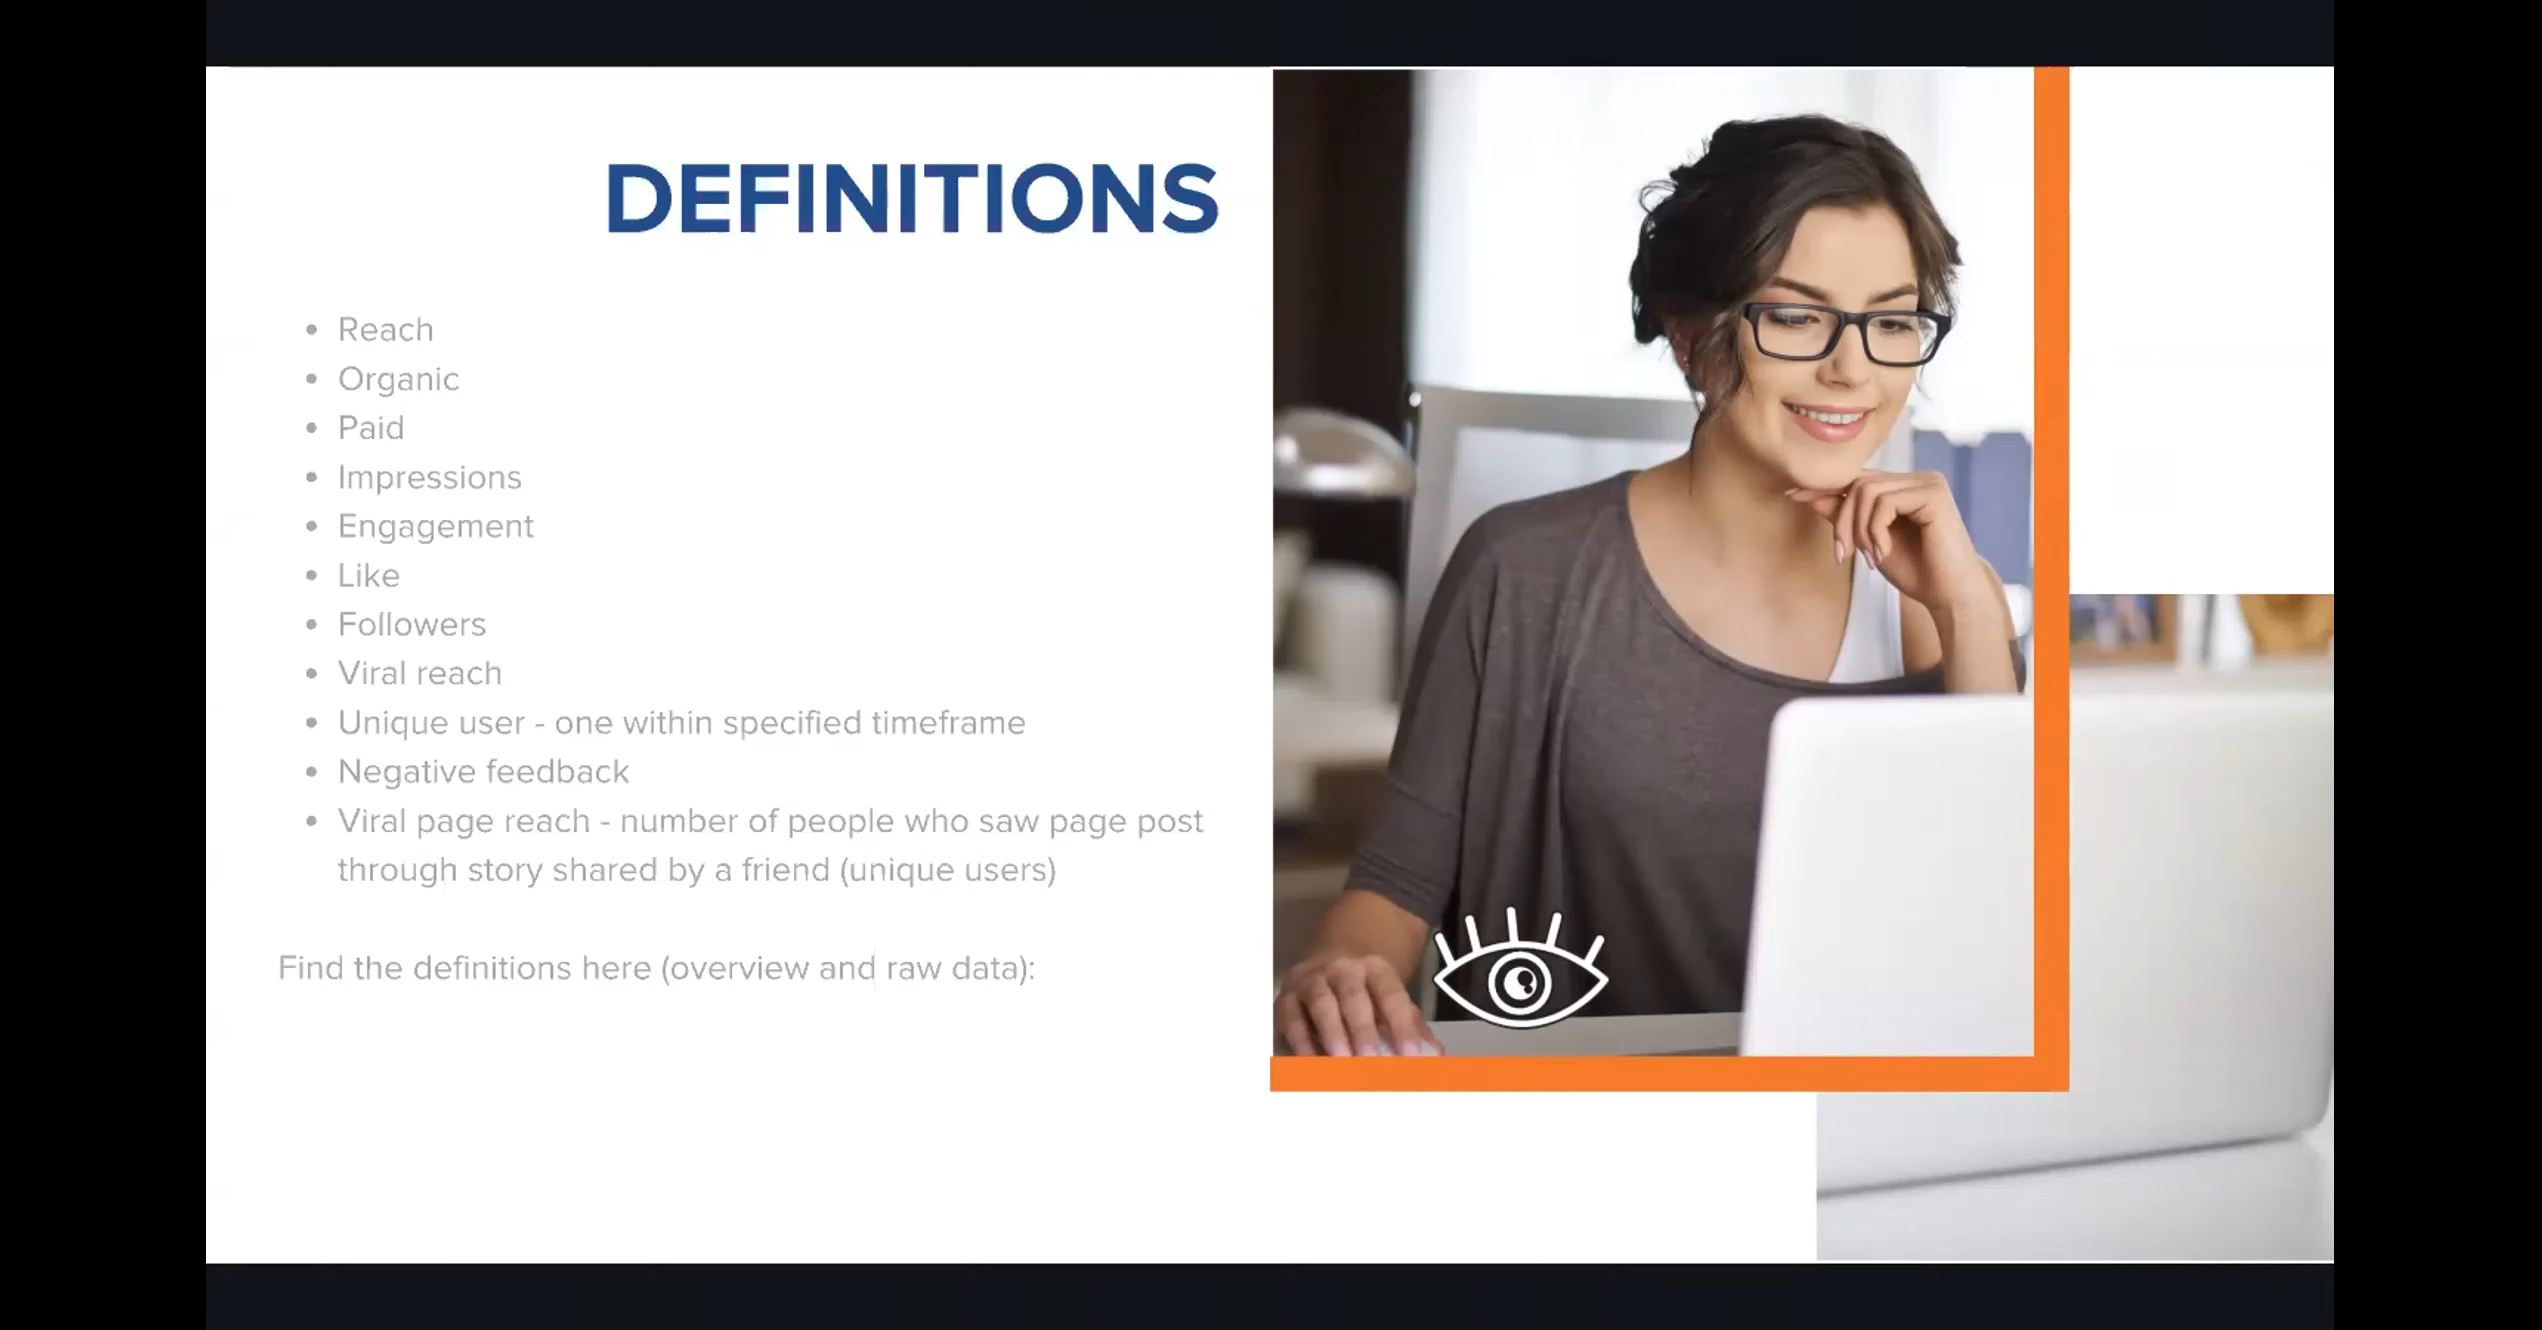 DEFINITIONS
• Reach
• Organic
• Paid
• Impressions
• Engagement
• Like
• Followers
• Viral reach
• Unique user - one within specified timeframe
• Negative feedback
• Viral page reach - number of people who saw page post
through story shared by a friend (unique users)
Find the definitions here (overview and raw data):